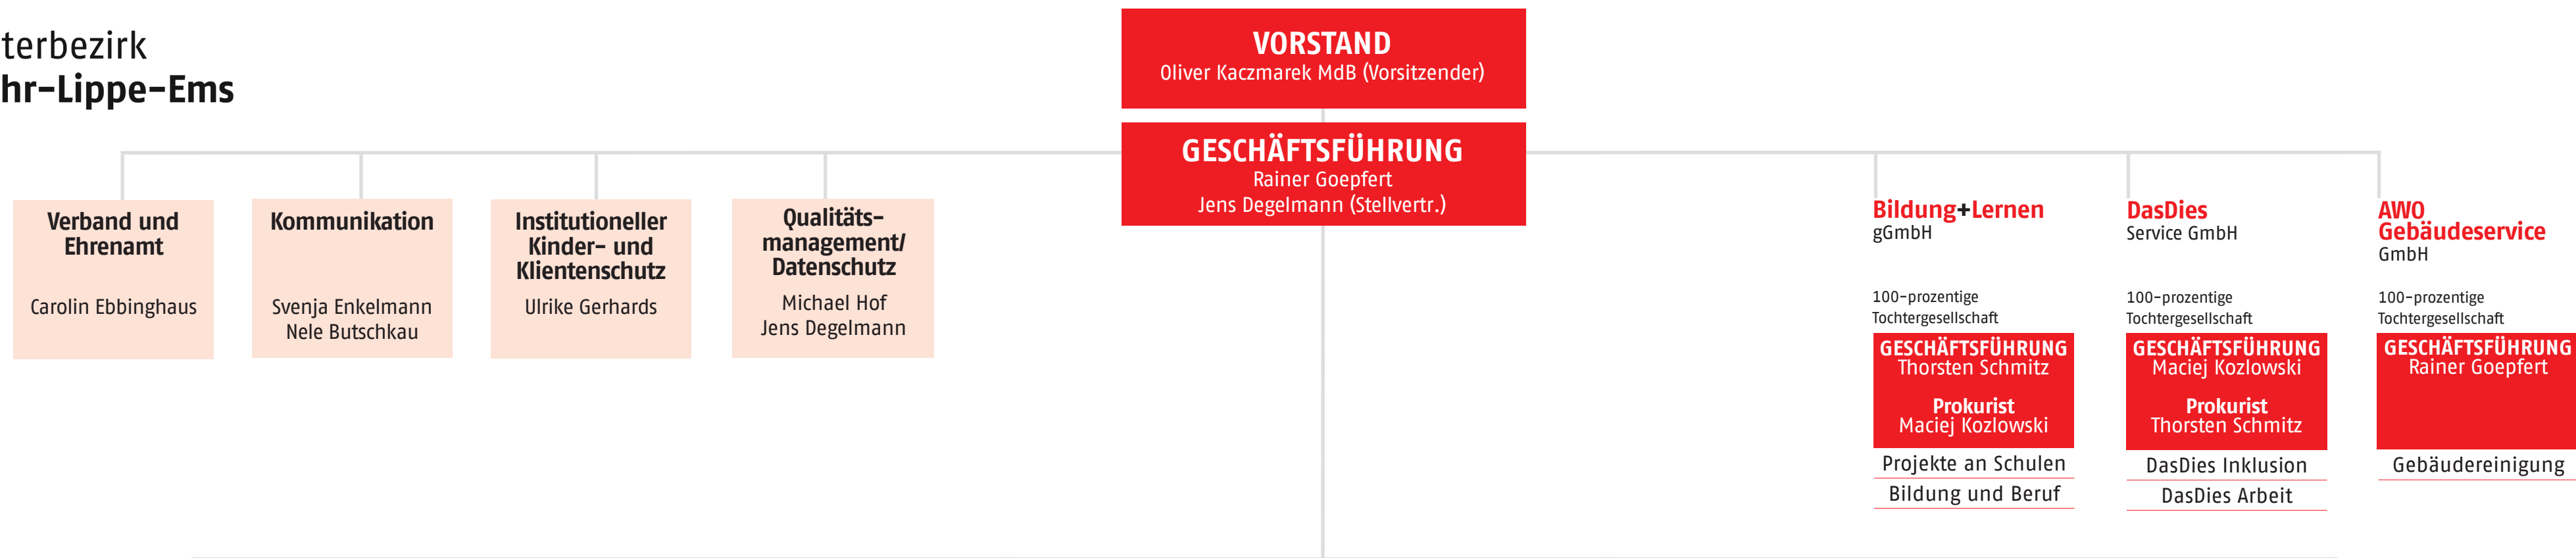 terbezirk
hr-Lippe-Ems
VORSTAND
Oliver Kaczmarek MdB (Vorsitzender)
GESCHÄFTSFÜHRUNG
Rainer Goepfert
Jens Degelmann (Stellvertr.)
Verband und
Ehrenamt
Carolin Ebbinghaus
Kommunikation
Svenja Enkelmann
Nele Butschkau
Institutioneller
Kinder- und
Klientenschutz
Ulrike Gerhards
Qualitäts-
management/
Datenschutz
Michael Hof
Jens Degelmann
Bildung+Lernen
gGmbH
100-prozentige
Tochtergesellschaft
GESCHÄFTSFÜHRUNG
Thorsten Schmitz
Prokurist
Maciej Kozlowski
Projekte an Schulen
Bildung und Beruf
DasDies
Service GmbH
100-prozentige
Tochtergesellschaft
GESCHÄFTSFÜHRUNG
Maciej Kozlowski
Prokurist
Thorsten Schmitz
DasDies Inklusion
DasDies Arbeit
AWO
Gebäudeservice
GmbH
100-prozentige
Tochtergesellschaft
GESCHÄFTSFÜHRUNG
Rainer Goepfert
Gebäudereinigung